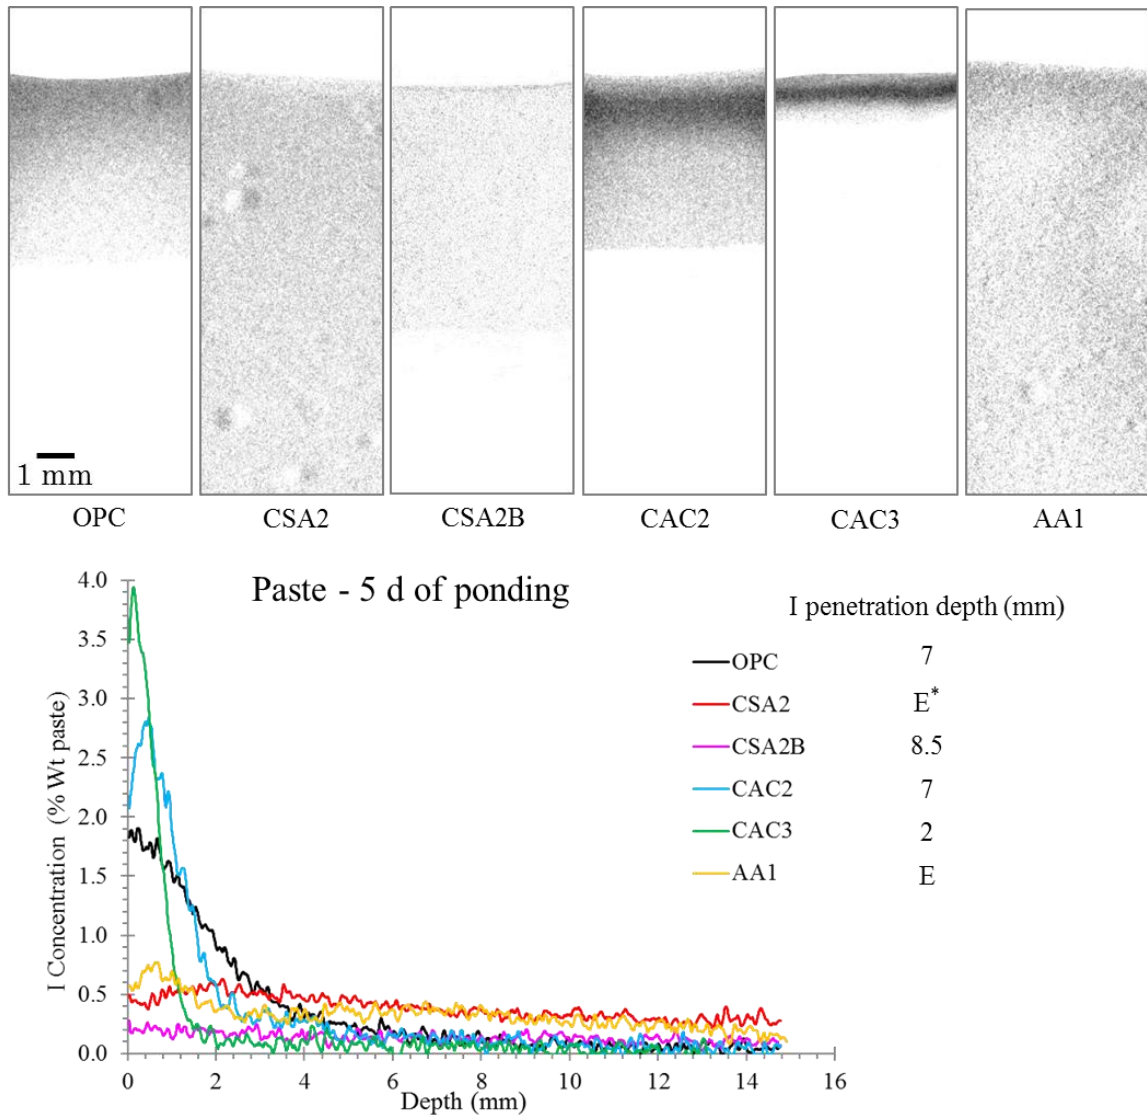 1 mm
OPC CSA2 CSA2B CAC2 CAC3 AA1
Paste - 5 d of ponding
I penetration depth (mm)
OPC 7
CSA2 E*
CSA2B 8.5
CAC2 7
CAC3 2
AA1 E
I Concentration (% Wt paste)
4.0
3.5
3.0
2.5
2.0
1.5
1.0
0.5
0.0
0 2 4 6 8 10 12 14 16
Depth (mm)